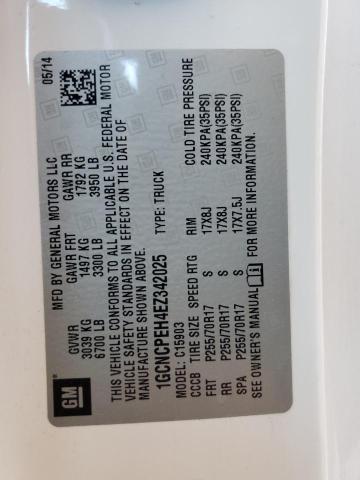 GM
MFD BY GENERAL MOTORS LLC
05/14
GVWR GAWR FRT GAWR RR
3039 KG 1497 KG 1792 KG
6700 LB 3300 LB 3950 LB
THIS VEHICLE CONFORMS TO ALL APPLICABLE U.S. FEDERAL MOTOR
VEHICLE SAFETY STANDARDS IN EFFECT ON THE DATE OF
MANUFACTURE SHOWN ABOVE.
1GCNCPEH4EZ342025 TYPE: TRUCK
MODEL: C15903
CCCB TIRE SIZE SPEED RTG RIM COLD TIRE PRESSURE
FRT P255/70R17 S 17X8J 240KPA(35PSI)
RR P255/70R17 S 17X8J 240KPA(35PSI)
SPA P255/70R17 S 17X7.5J 240KPA(35PSI)
SEE OWNER'S MANUAL FOR MORE INFORMATION.